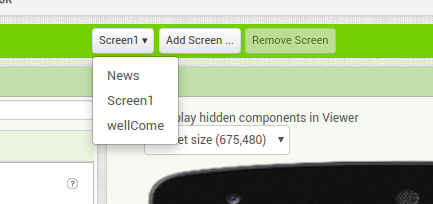 Screen1 ▾ Add Screen ... Remove Screen
News
Screen1
wellCome
play hidden components in Viewer
et size (675,480) ▾
?